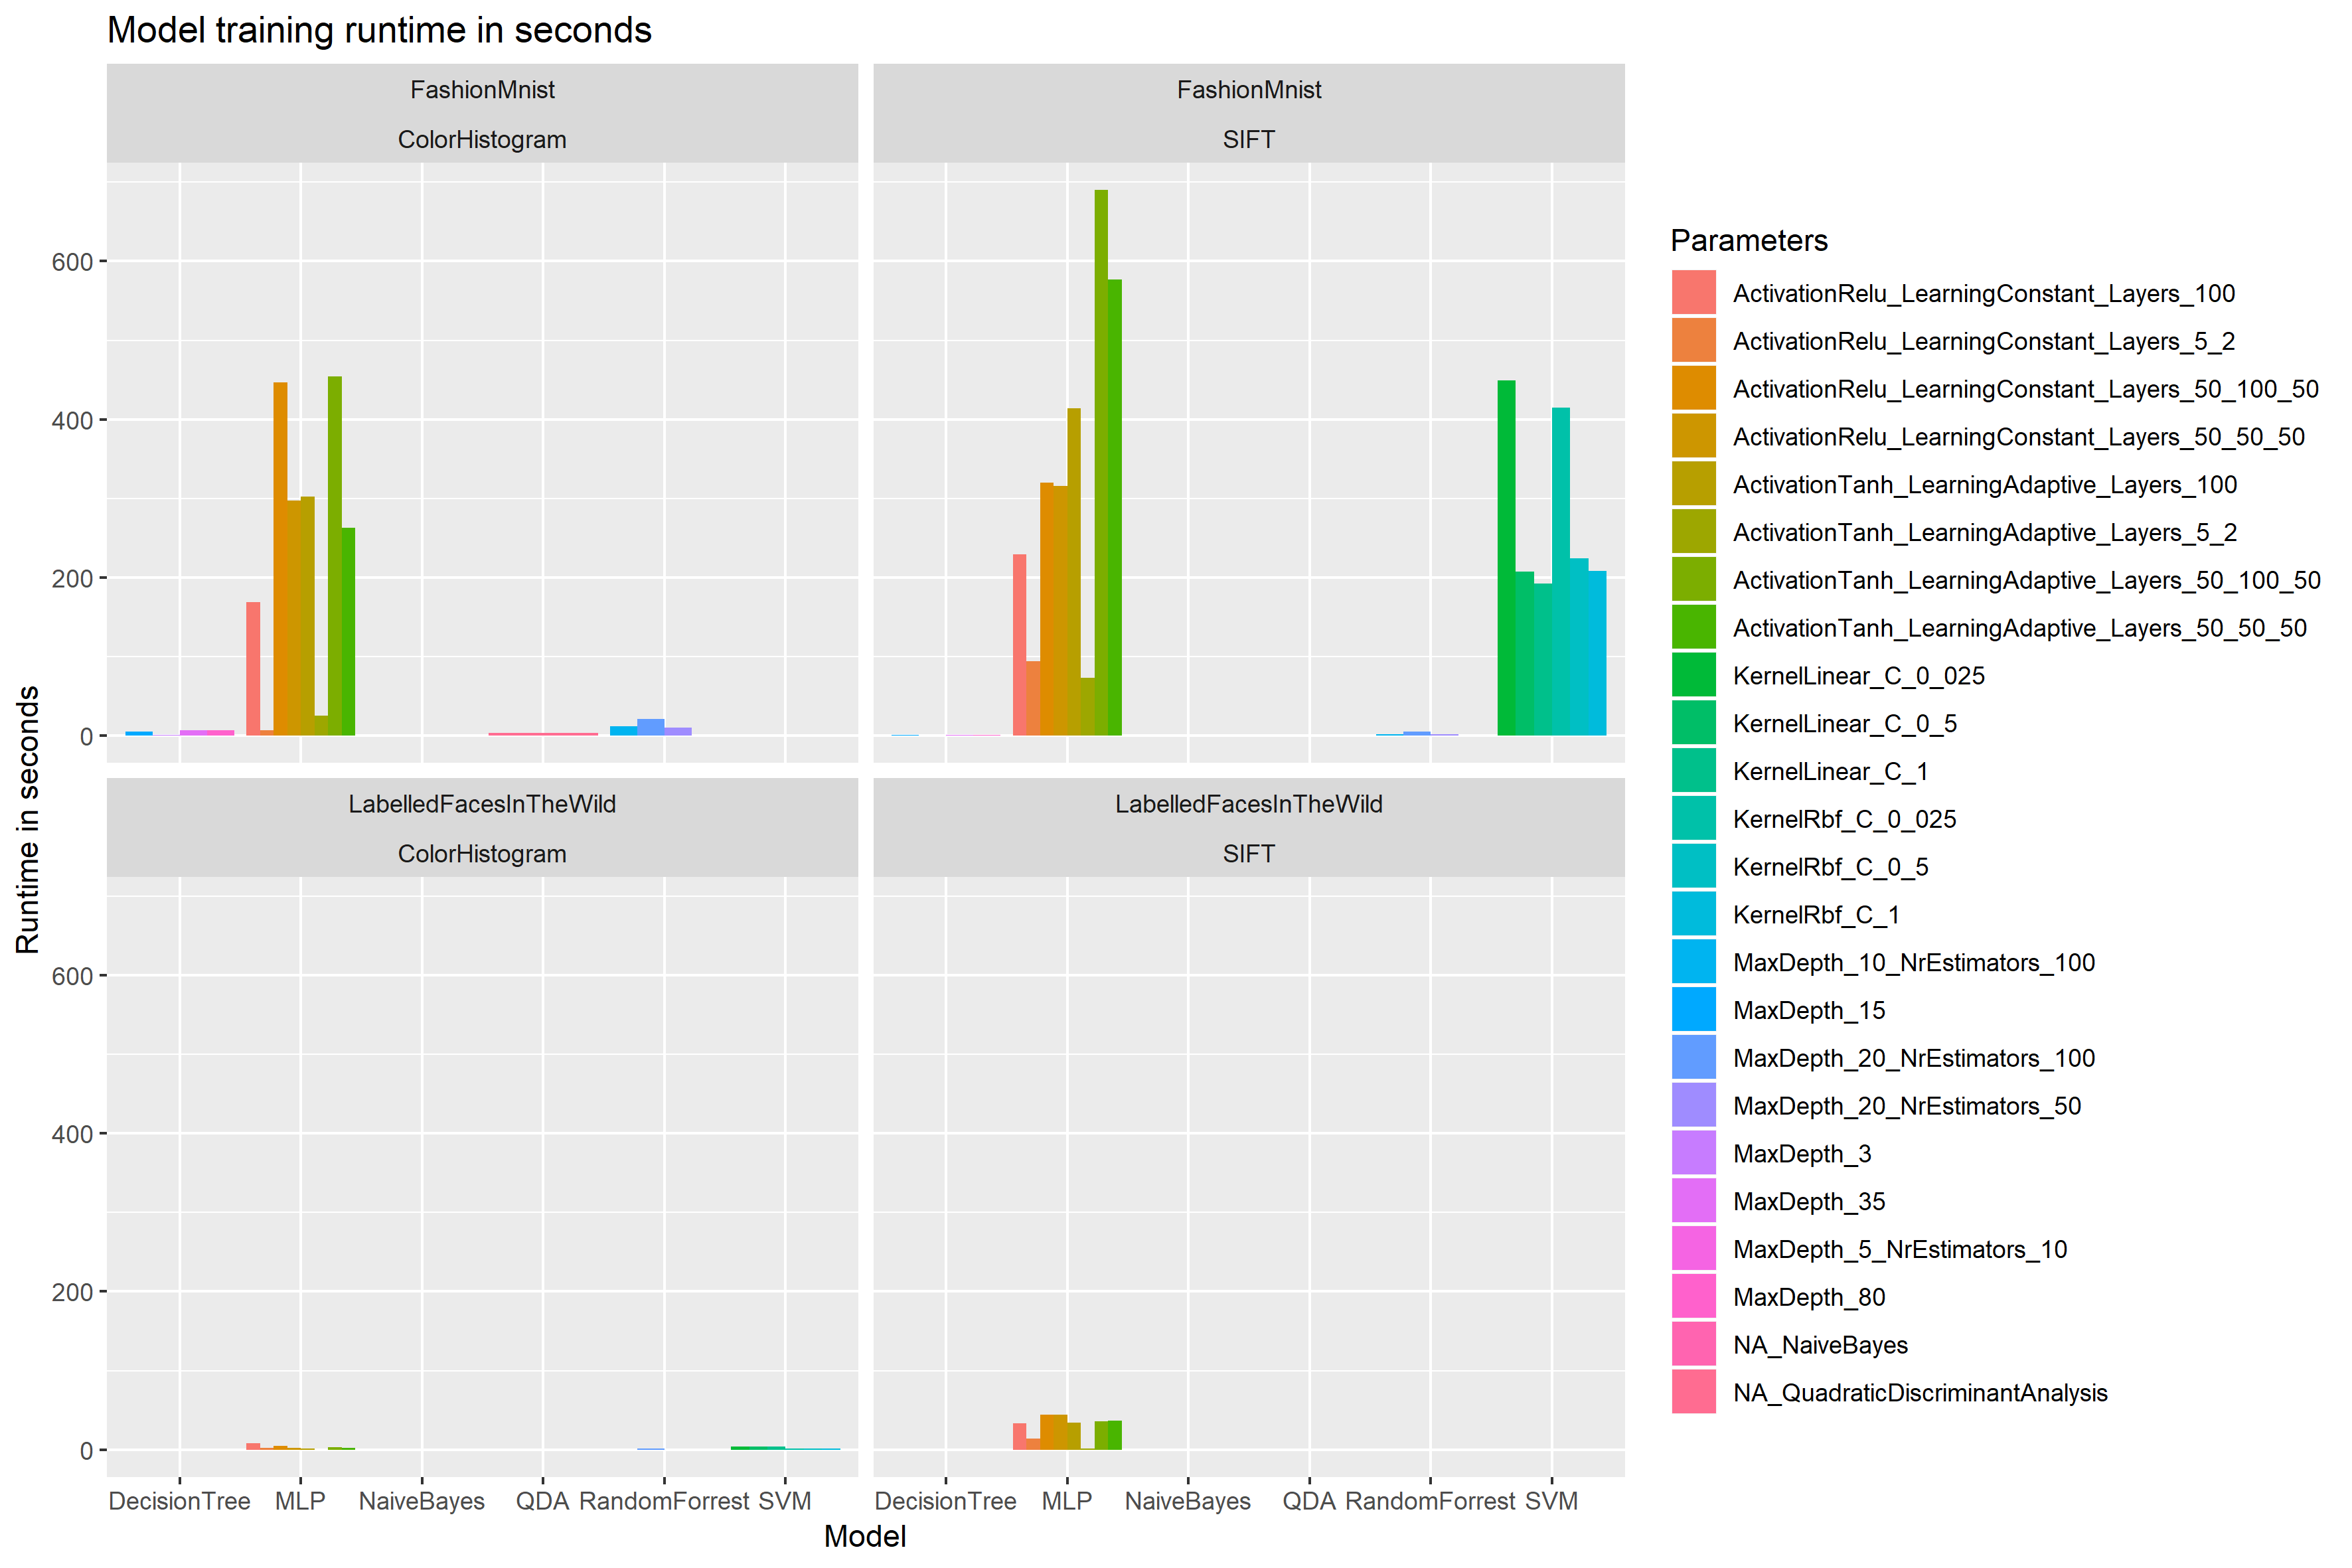 Model training runtime in seconds
FashionMnist
ColorHistogram
FashionMnist
SIFT
600
400
200
0
LabelledFacesInTheWild
ColorHistogram
LabelledFacesInTheWild
SIFT
600
400
200
0
Runtime in seconds
DecisionTree MLP NaiveBayes QDA RandomForrest SVM
DecisionTree MLP NaiveBayes QDA RandomForrest SVM
Model
Parameters
ActivationRelu_LearningConstant_Layers_100
ActivationRelu_LearningConstant_Layers_5_2
ActivationRelu_LearningConstant_Layers_50_100_50
ActivationRelu_LearningConstant_Layers_50_50_50
ActivationTanh_LearningAdaptive_Layers_100
ActivationTanh_LearningAdaptive_Layers_5_2
ActivationTanh_LearningAdaptive_Layers_50_100_50
ActivationTanh_LearningAdaptive_Layers_50_50_50
KernelLinear_C_0_025
KernelLinear_C_0_5
KernelLinear_C_1
KernelRbf_C_0_025
KernelRbf_C_0_5
KernelRbf_C_1
MaxDepth_10_NrEstimators_100
MaxDepth_15
MaxDepth_20_NrEstimators_100
MaxDepth_20_NrEstimators_50
MaxDepth_3
MaxDepth_35
MaxDepth_5_NrEstimators_10
MaxDepth_80
NA_NaiveBayes
NA_QuadraticDiscriminantAnalysis